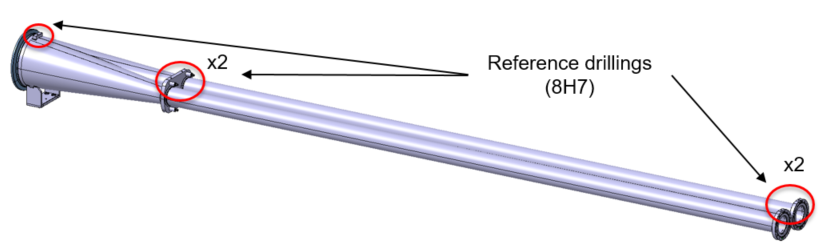 x2
Reference drillings
(8H7)
x2